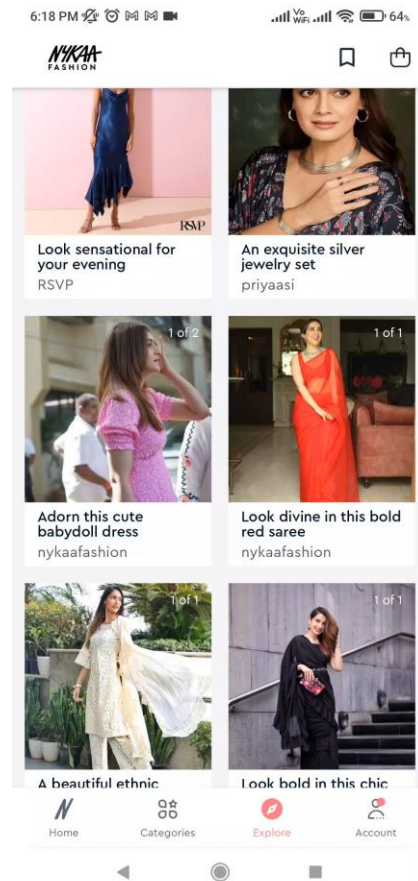 6:18 PM
Vo
WiFi
64%
NYKAA
FASHION
RSVP
Look sensational for
your evening
RSVP
An exquisite silver
jewelry set
priyaasi
1 of 2
Adorn this cute
babydoll dress
nykaafashion
1 of 1
Look divine in this bold
red saree
nykaafashion
1 of 1
A beautiful ethnic
1 of 1
Look bold in this chic
Home
Categories
Explore
Account